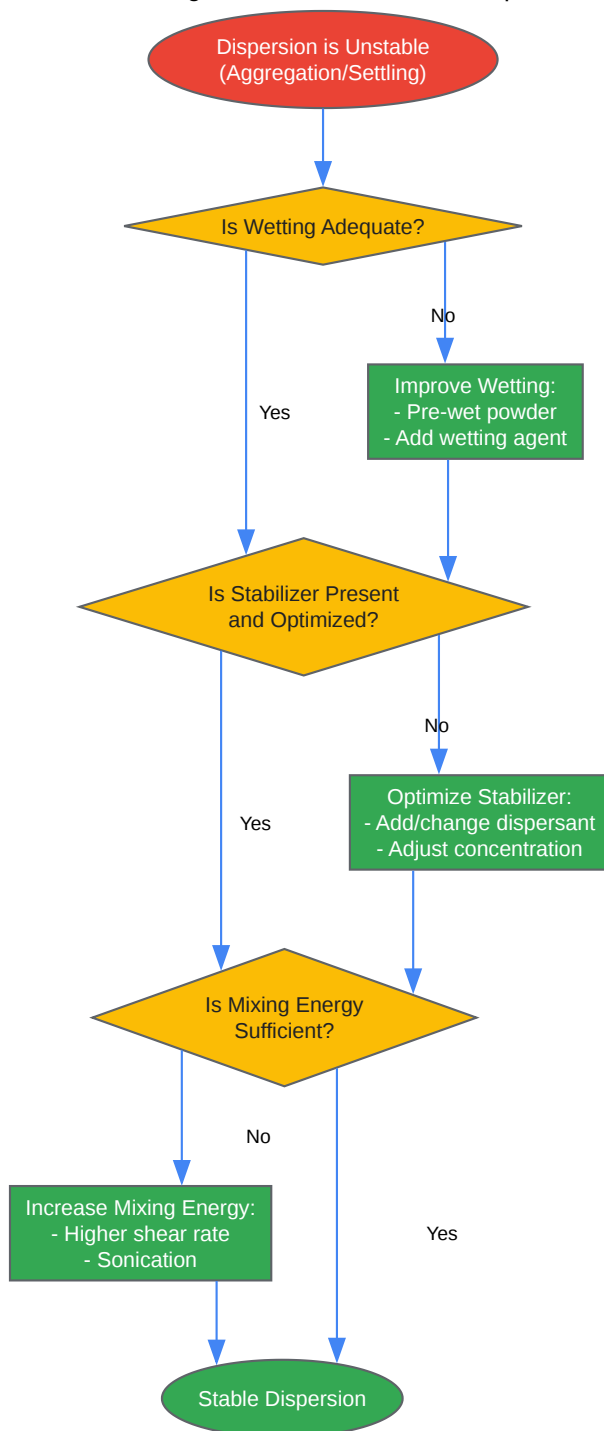 Dispersion is Unstable
(Aggregation/Settling)
Is Wetting Adequate?
No
Improve Wetting:
- Pre-wet powder
- Add wetting agent
Yes
Is Stabilizer Present
and Optimized?
No
Optimize Stabilizer:
- Add/change dispersant
- Adjust concentration
Yes
Is Mixing Energy
Sufficient?
No
Increase Mixing Energy:
- Higher shear rate
- Sonication
Yes
Stable Dispersion